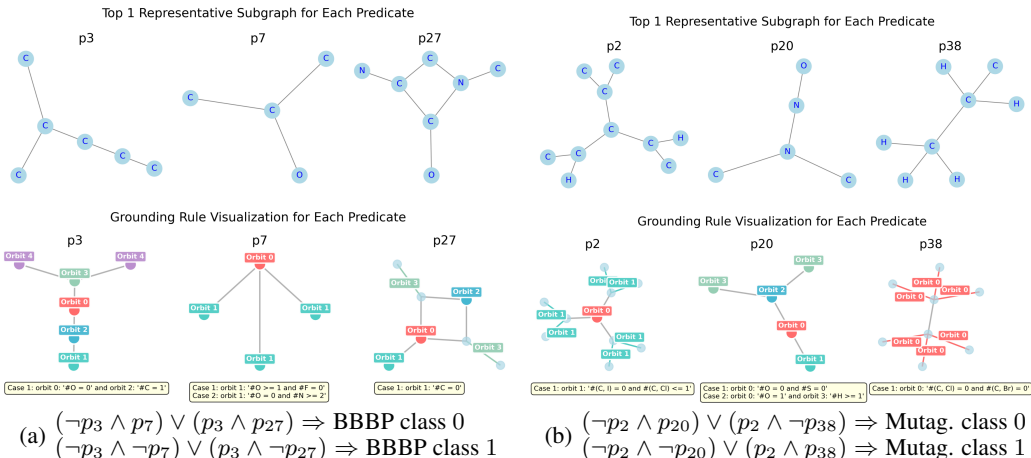 Top 1 Representative Subgraph for Each Predicate
p3
p7
p27
C
C
C
C
C
C
C
C
C
O
N
C
C
N
C
C
O
Grounding Rule Visualization for Each Predicate
p3
p7
p27
Orbit 4
Orbit 4
Orbit 3
Orbit 0
Orbit 2
Orbit 1
Orbit 0
Orbit 1
Orbit 1
Orbit 1
Orbit 3
Orbit 2
Orbit 0
Orbit 3
Orbit 1
Case 1: orbit 0: '#O = 0' and orbit 2: '#C = 1'
Case 1: orbit 1: '#O >= 1 and #F = 0'
Case 2: orbit 1: '#O = 0 and #N >= 2'
Case 1: orbit 1: '#C = 0'
(a) (¬p3 ∧ p7) ∨ (p3 ∧ p27) ⇒ BBBP class 0
(¬p3 ∧ ¬p7) ∨ (p3 ∧ ¬p27) ⇒ BBBP class 1
Top 1 Representative Subgraph for Each Predicate
p2
p20
p38
C
C
C
C
C
H
C
C
C
H
O
N
N
C
C
H
C
C
H
H
C
H
H
Grounding Rule Visualization for Each Predicate
p2
p20
p38
Orbit 1
Orbit 1
Orbit 0
Orbit 1
Orbit 1
Orbit 1
Orbit 3
Orbit 3
Orbit 2
Orbit 0
Orbit 1
Orbit 0
Orbit 0
Orbit 0
Orbit 0
Orbit 0
Orbit 0
Case 1: orbit 1: '#(C, I) = 0 and #(C, Cl) <= 1'
Case 1: orbit 0: '#O = 0 and #S = 0'
Case 2: orbit 0: '#O = 1' and orbit 3: '#H >= 1'
Case 1: orbit 0: '#(C, Cl) = 0 and #(C, Br) = 0'
(b) (¬p2 ∧ p20) ∨ (p2 ∧ ¬p38) ⇒ Mutag. class 0
(¬p2 ∧ ¬p20) ∨ (p2 ∧ p38) ⇒ Mutag. class 1